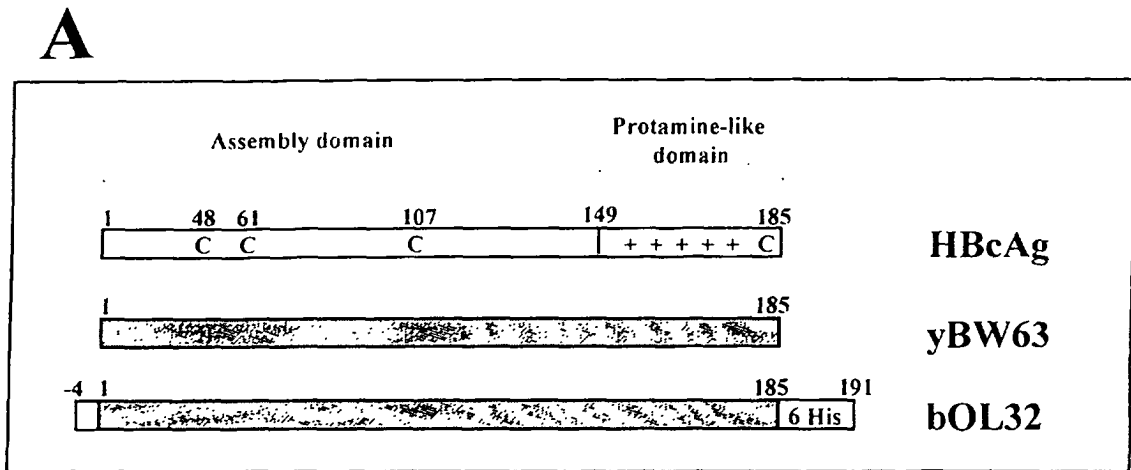 A
Assembly domain
Protamine-like
domain
1 48 61 107 149 185
C C C + + + + + C HBcAg
1 185
yBW63
-4 1 185 191
6 His bOL32